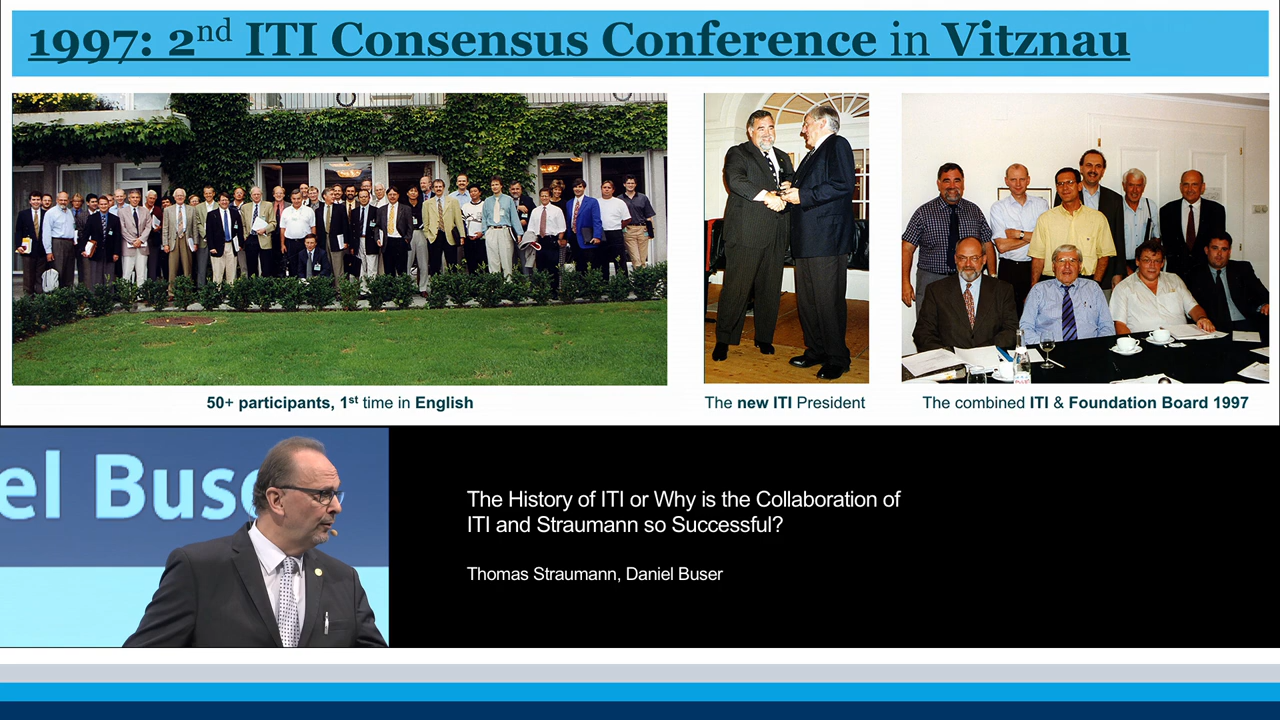 1997: 2nd ITI Consensus Conference in Vitznau
50+ participants, 1st time in English
The new ITI President
The combined ITI & Foundation Board 1997
el Buse
The History of ITI or Why is the Collaboration of
ITI and Straumann so Successful?
Thomas Straumann, Daniel Buser